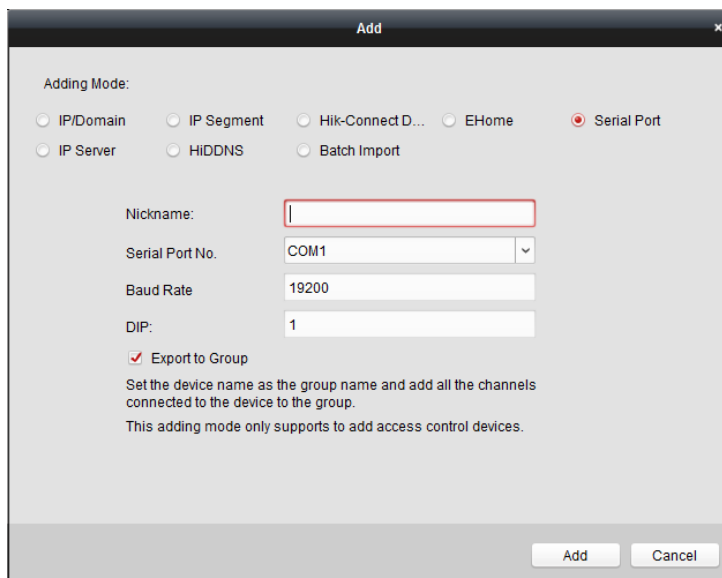 Add
Adding Mode:
IP/Domain IP Segment Hik-Connect D... EHome Serial Port
IP Server HiDDNS Batch Import
Nickname:
Serial Port No. COM1
Baud Rate 19200
DIP: 1
Export to Group
Set the device name as the group name and add all the channels
connected to the device to the group.
This adding mode only supports to add access control devices.
Add Cancel